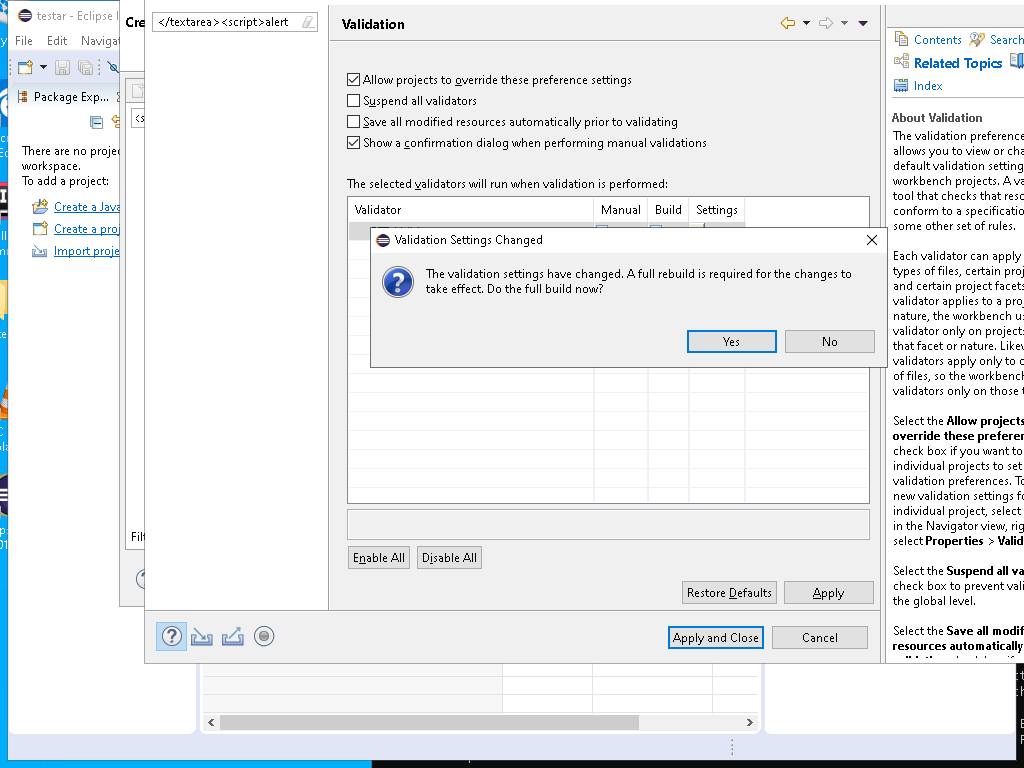 testar - Eclipse I
File Edit Navigat
Package Exp...
There are no proje
workspace.
To add a project:
Create a Java
Create a proj
Import proje
Cre
<s
Filt
</textarea><script>alert
Validation
Allow projects to override these preference settings
Suspend all validators
Save all modified resources automatically prior to validating
Show a confirmation dialog when performing manual validations
The selected validators will run when validation is performed:
Validator Manual Build Settings
Validation Settings Changed
The validation settings have changed. A full rebuild is required for the changes to
take effect. Do the full build now?
Yes No
Enable All Disable All
Restore Defaults Apply
Apply and Close Cancel
Contents Search
Related Topics
Index
About Validation
The validation preference
allows you to view or cha
default validation setting
workbench projects. A va
tool that checks that reso
conform to a specificatio
some other set of rules.
Each validator can apply
types of files, certain proj
and certain project facets
validator applies to a proj
nature, the workbench us
validator only on projects
that facet or nature. Likew
validators apply only to c
of files, so the workbench
validators only on those t
Select the Allow projects
override these preferen
check box if you want to
individual projects to set
validation preferences. To
new validation settings fo
individual project, select
in the Navigator view, rig
select Properties > Valid
Select the Suspend all va
check box to prevent vali
the global level.
Select the Save all modif
resources automatically